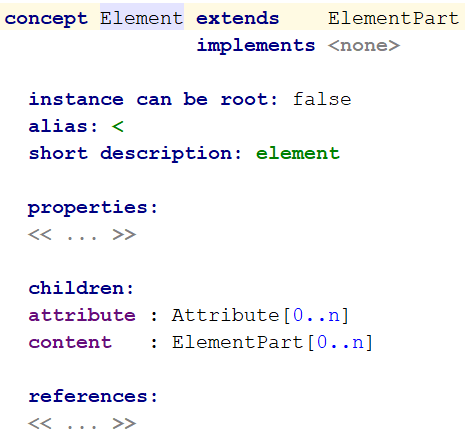 concept Element extends ElementPart
implements <none>
instance can be root: false
alias: <
short description: element
properties:
<< ... >>
children:
attribute : Attribute[0..n]
content : ElementPart[0..n]
references:
<< ... >>